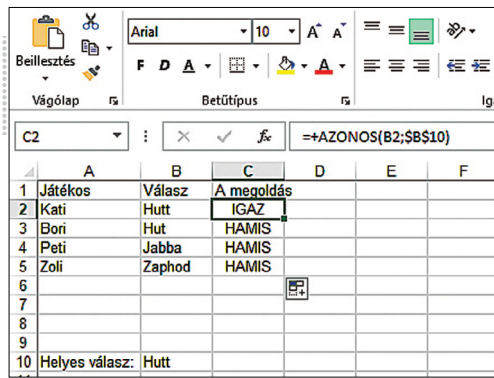 Beillesztés
Vágólap
Arial
10
A A
F D A
A
Betűtípus
C2
fx
=+AZONOS(B2;$B$10)
A B C D E F
1 Játékos Válasz A megoldás
2 Kati Hutt IGAZ
3 Bori Hut HAMIS
4 Peti Jabba HAMIS
5 Zoli Zaphod HAMIS
6
7
8
9
10 Helyes válasz: Hutt